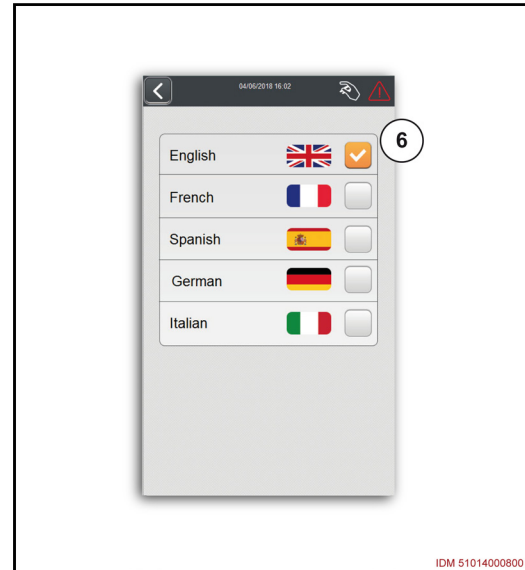 04/06/2018 16:02
6
English
French
Spanish
German
Italian
IDM 51014000800